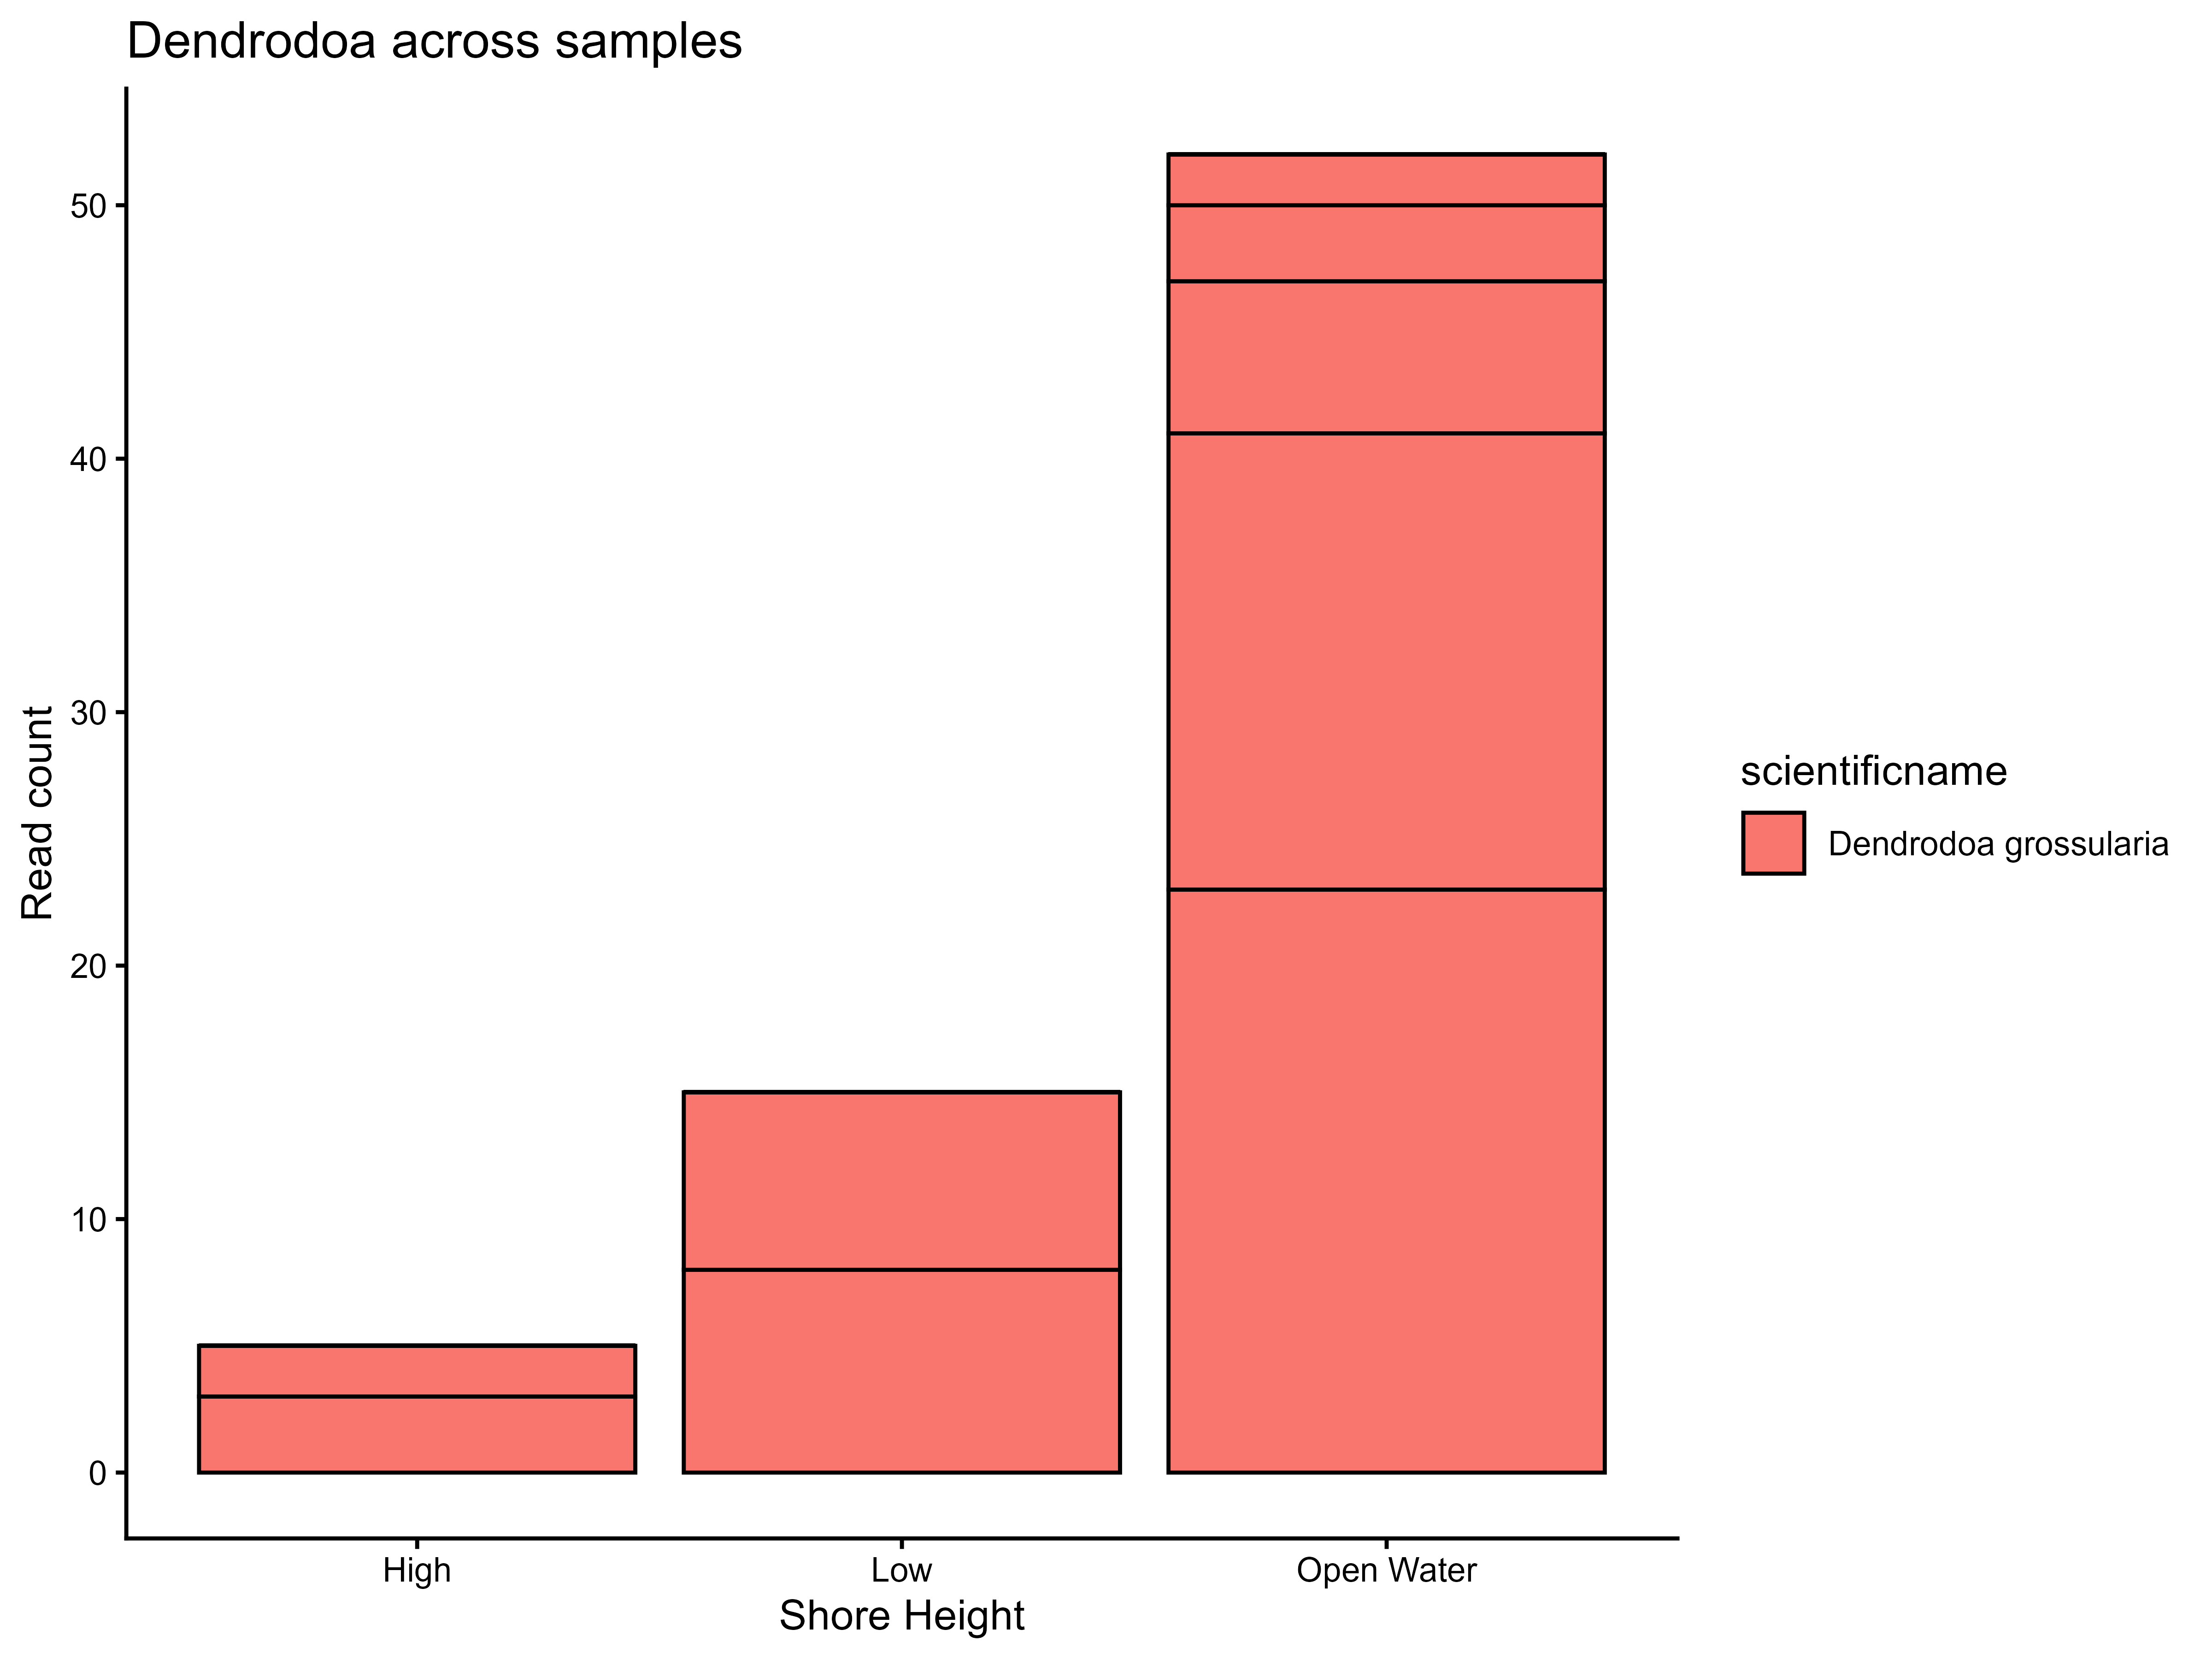 Dendrodoa across samples
Read count
50
40
30
20
10
0
High
Low
Open Water
Shore Height
scientificname
Dendrodoa grossularia